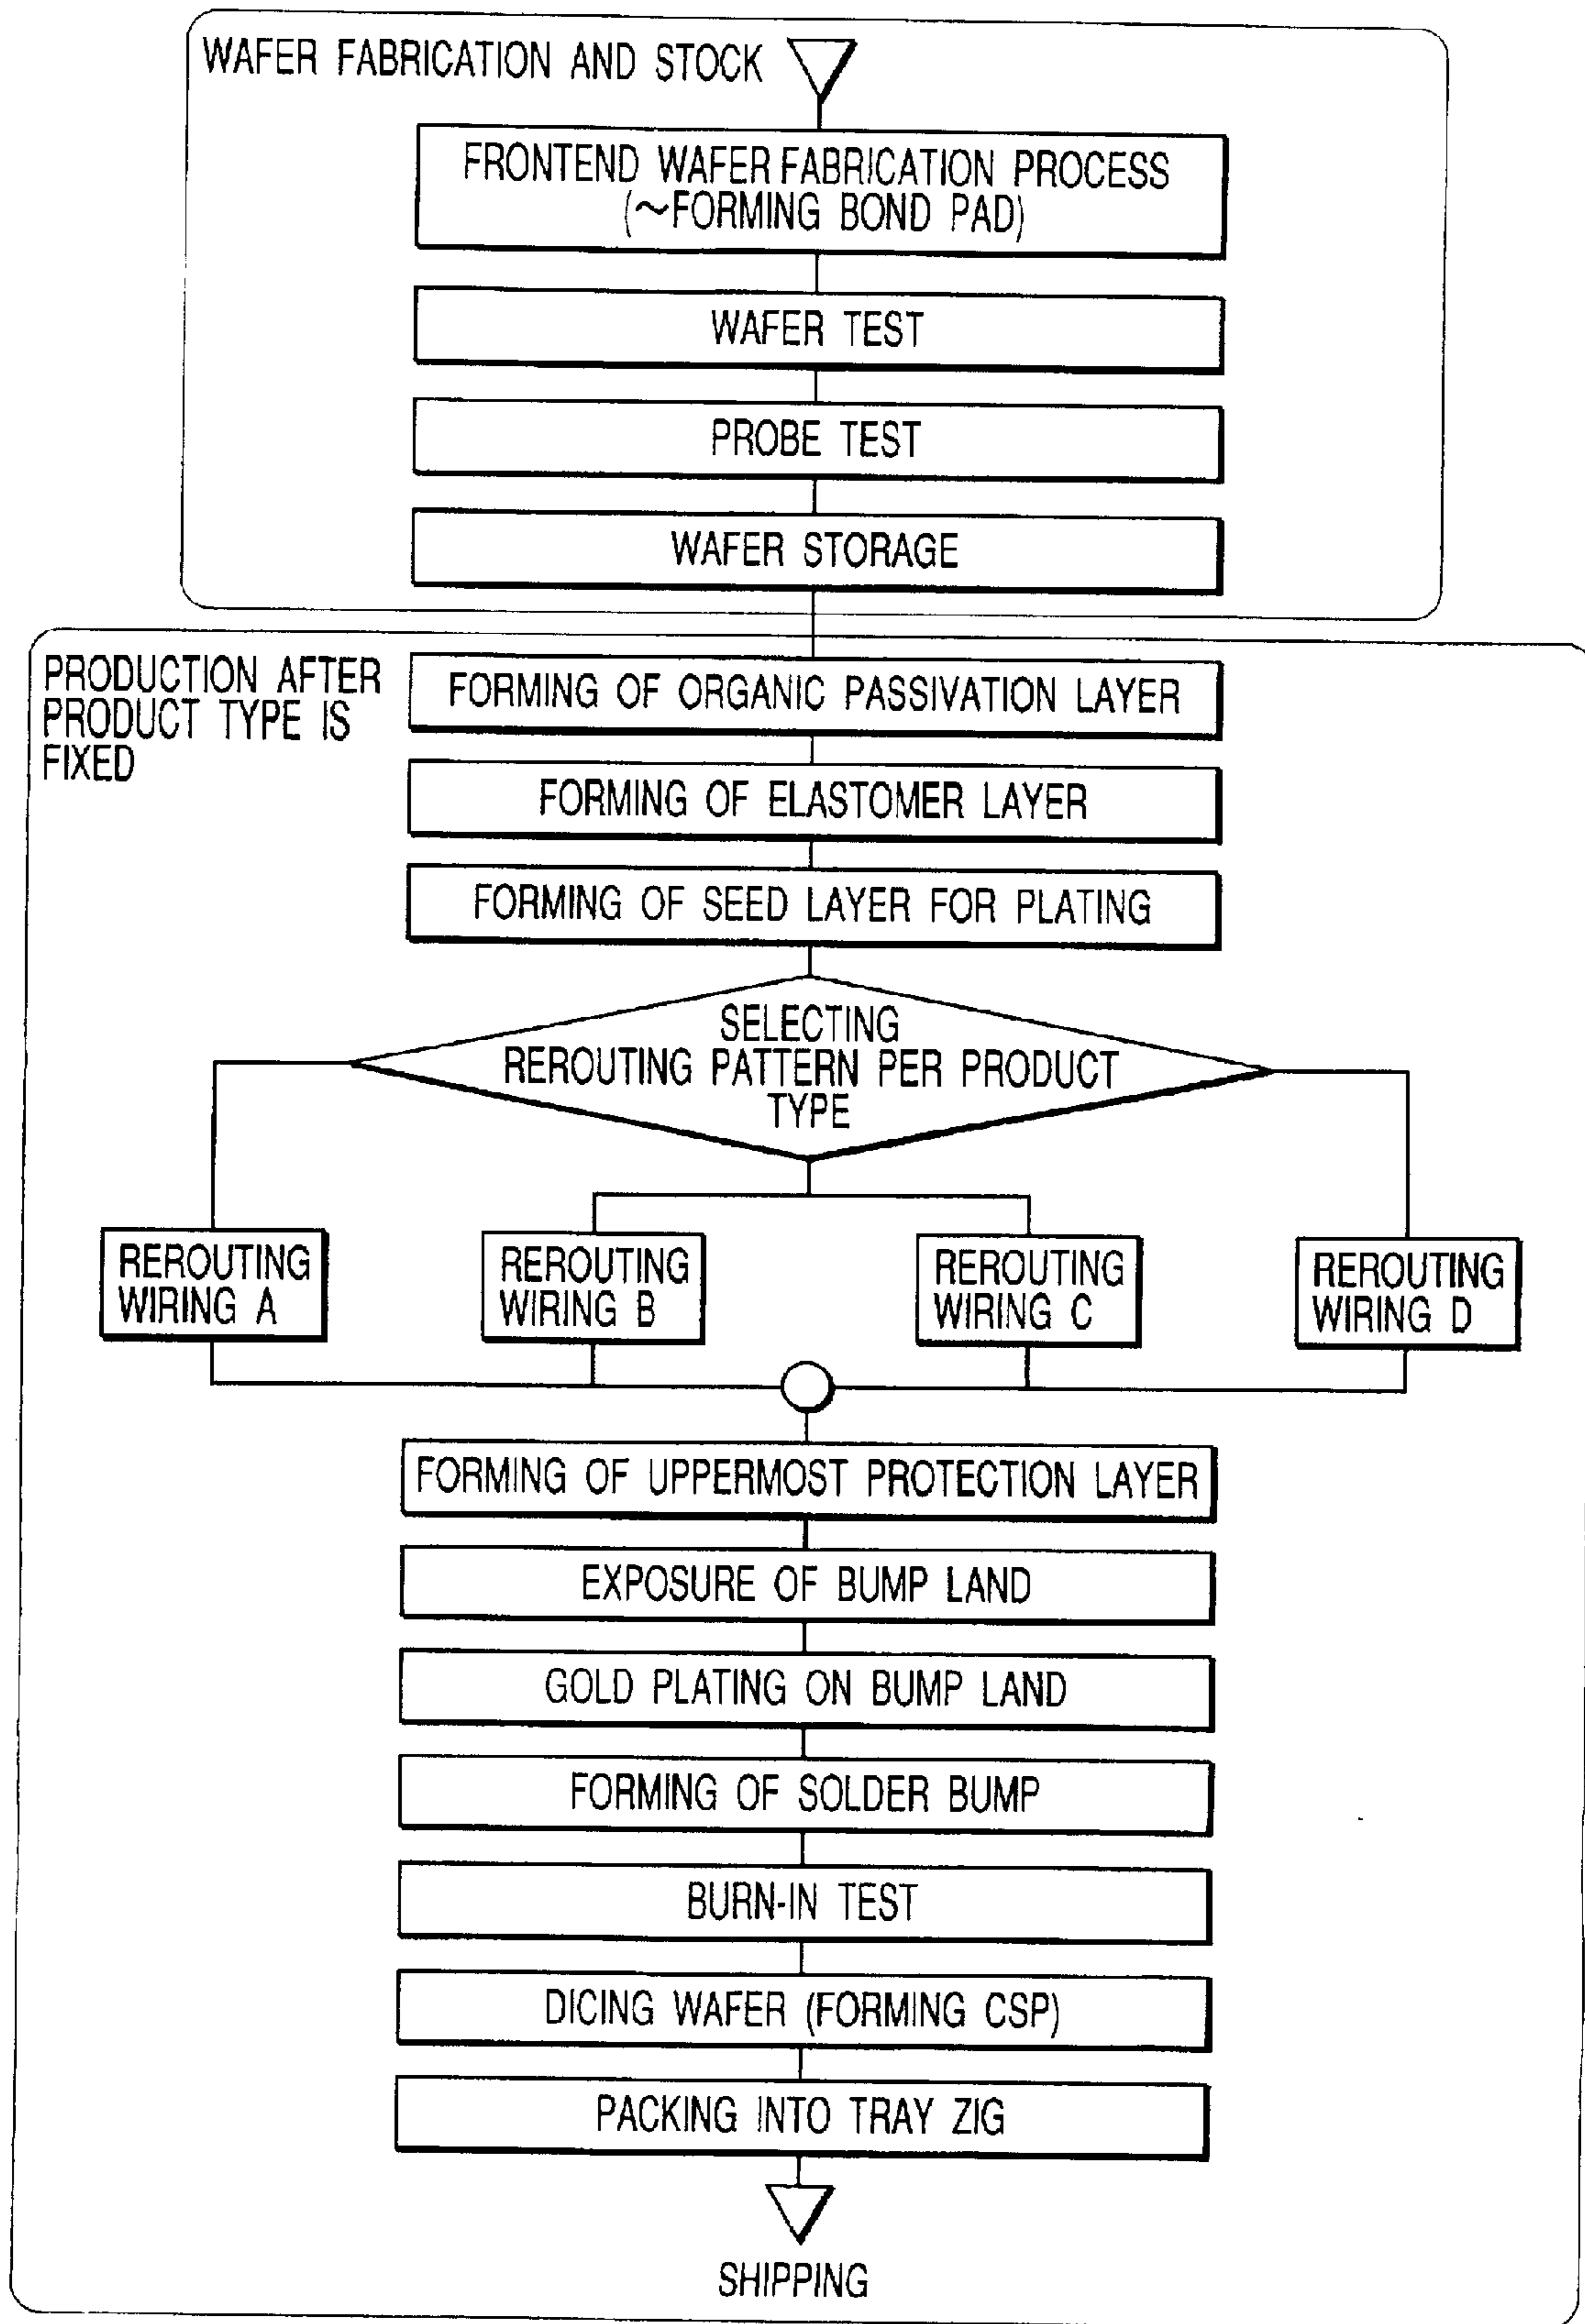 WAFER FABRICATION AND STOCK
FRONTEND WAFER FABRICATION PROCESS
(~FORMING BOND PAD)
WAFER TEST
PROBE TEST
WAFER STORAGE
PRODUCTION AFTER
PRODUCT TYPE IS
FIXED
FORMING OF ORGANIC PASSIVATION LAYER
FORMING OF ELASTOMER LAYER
FORMING OF SEED LAYER FOR PLATING
SELECTING
REROUTING PATTERN PER PRODUCT
TYPE
REROUTING
WIRING A
REROUTING
WIRING B
REROUTING
WIRING C
REROUTING
WIRING D
FORMING OF UPPERMOST PROTECTION LAYER
EXPOSURE OF BUMP LAND
GOLD PLATING ON BUMP LAND
FORMING OF SOLDER BUMP
BURN-IN TEST
DICING WAFER (FORMING CSP)
PACKING INTO TRAY ZIG
SHIPPING